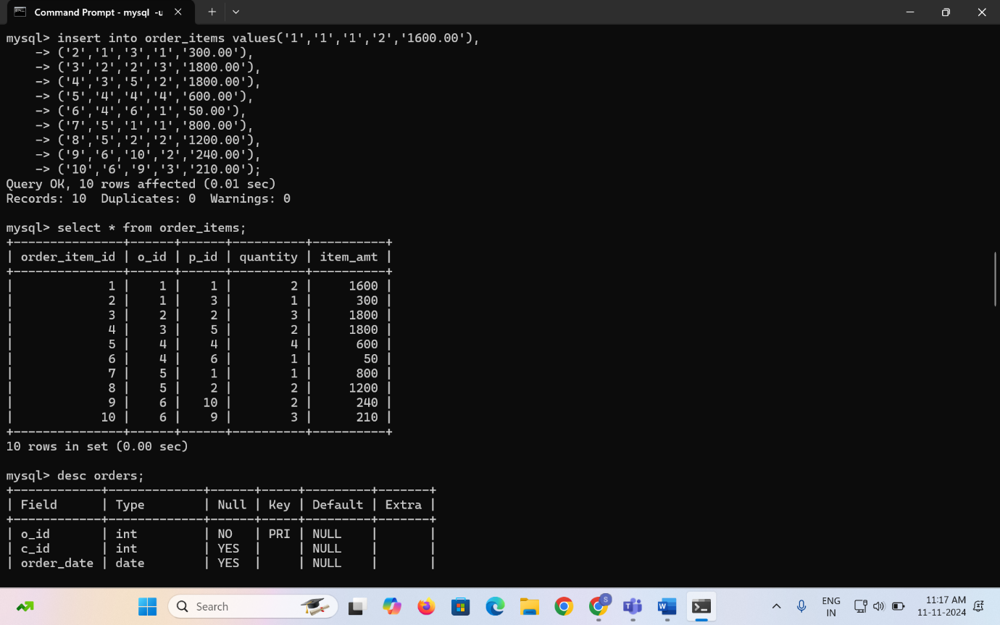 Command Prompt - mysql -u
mysql> insert into order_items values('1','1','1','2','1600.00'),
    -> ('2','1','3','1','300.00'),
    -> ('3','2','2','3','1800.00'),
    -> ('4','3','5','2','1800.00'),
    -> ('5','4','4','4','600.00'),
    -> ('6','4','6','1','50.00'),
    -> ('7','5','1','1','800.00'),
    -> ('8','5','2','2','1200.00'),
    -> ('9','6','10','2','240.00'),
    -> ('10','6','9','3','210.00');
Query OK, 10 rows affected (0.01 sec)
Records: 10  Duplicates: 0  Warnings: 0
mysql> select * from order_items;
+---------------+------+------+----------+----------+
| order_item_id | o_id | p_id | quantity | item_amt |
+---------------+------+------+----------+----------+
|             1 |    1 |    1 |        2 |     1600 |
|             2 |    1 |    3 |        1 |      300 |
|             3 |    2 |    2 |        3 |     1800 |
|             4 |    3 |    5 |        2 |     1800 |
|             5 |    4 |    4 |        4 |      600 |
|             6 |    4 |    6 |        1 |       50 |
|             7 |    5 |    1 |        1 |      800 |
|             8 |    5 |    2 |        2 |     1200 |
|             9 |    6 |   10 |        2 |      240 |
|            10 |    6 |    9 |        3 |      210 |
+---------------+------+------+----------+----------+
10 rows in set (0.00 sec)
mysql> desc orders;
+------------+-------------+------+-----+---------+-------+
| Field      | Type        | Null | Key | Default | Extra |
+------------+-------------+------+-----+---------+-------+
| o_id       | int         | NO   | PRI | NULL    |       |
| c_id       | int         | YES  |     | NULL    |       |
| order_date | date        | YES  |     | NULL    |       |
Search
S
T
W
ENG
IN
11:17 AM
11-11-2024